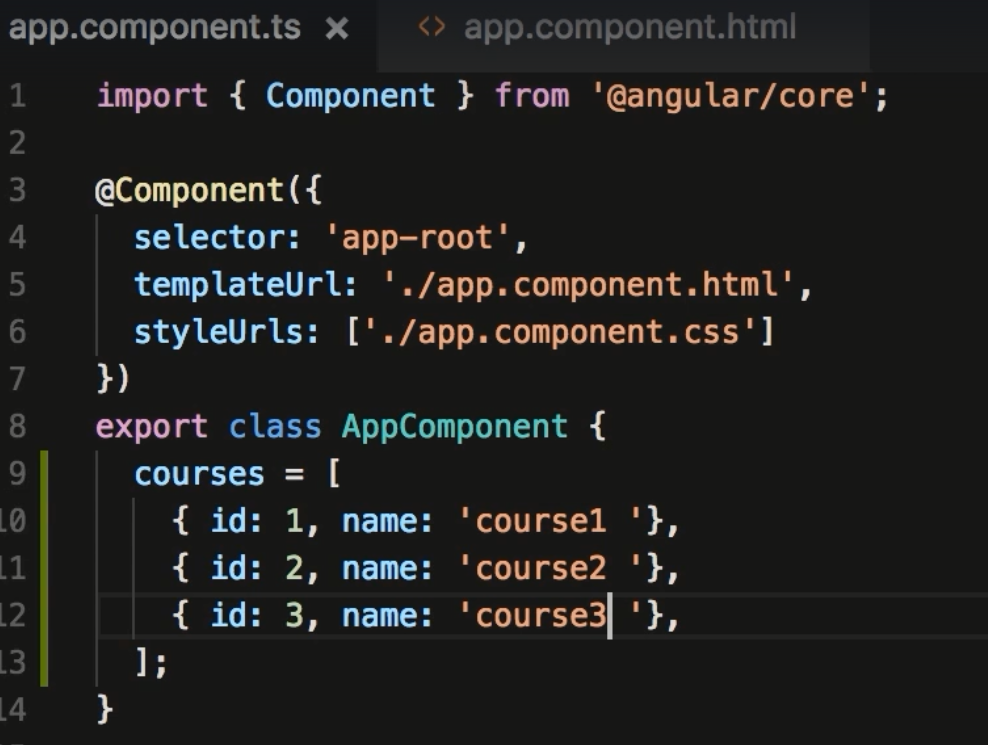 app.component.ts × <> app.component.html
1 import { Component } from '@angular/core';
2
3 @Component({
4   selector: 'app-root',
5   templateUrl: './app.component.html',
6   styleUrls: ['./app.component.css']
7 })
8 export class AppComponent {
9   courses = [
10     { id: 1, name: 'course1 '},
11     { id: 2, name: 'course2 '},
12     { id: 3, name: 'course3 '},
13   ];
14 }